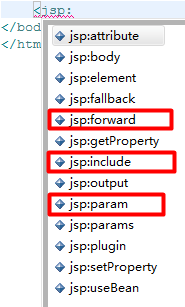 <jsp:
</bod
</htm
jsp:attribute
jsp:body
jsp:element
jsp:fallback
jsp:forward
jsp:getProperty
jsp:include
jsp:output
jsp:param
jsp:params
jsp:plugin
jsp:setProperty
jsp:useBean